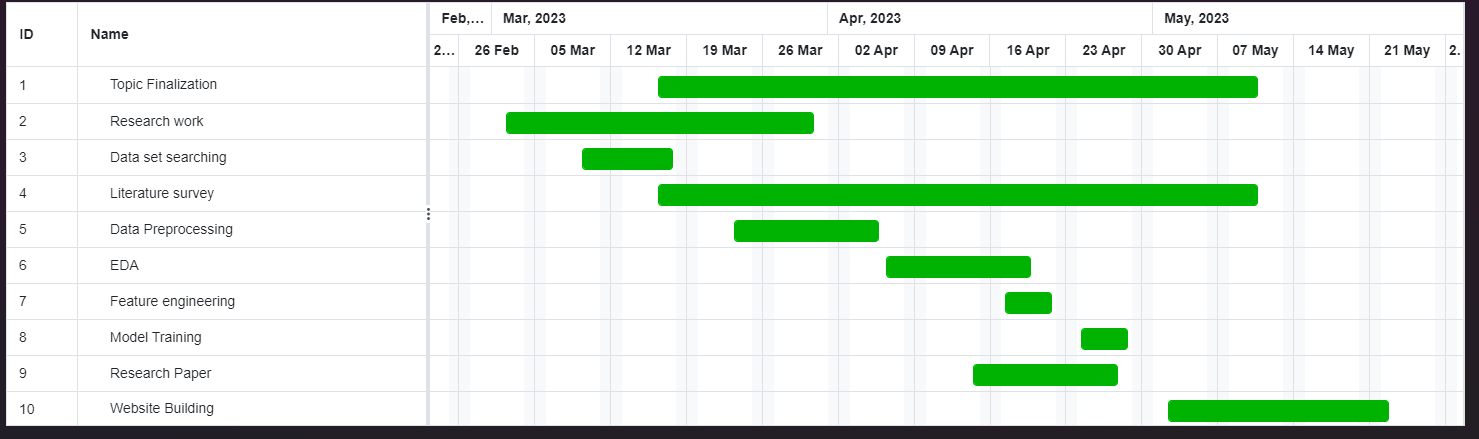 ID Name Feb,... Mar, 2023 Apr, 2023 May, 2023
2... 26 Feb 05 Mar 12 Mar 19 Mar 26 Mar 02 Apr 09 Apr 16 Apr 23 Apr 30 Apr 07 May 14 May 21 May 2.
1 Topic Finalization
2 Research work
3 Data set searching
4 Literature survey
5 Data Preprocessing
6 EDA
7 Feature engineering
8 Model Training
9 Research Paper
10 Website Building